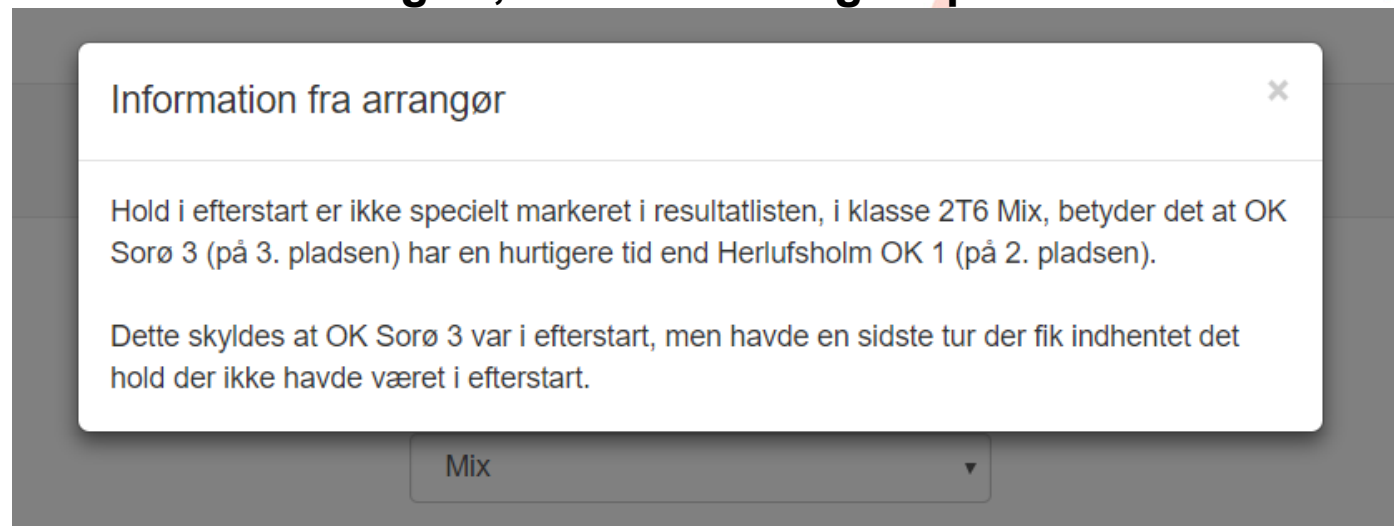 Information fra arrangør
×
Hold i efterstart er ikke specielt markeret i resultatlisten, i klasse 2T6 Mix, betyder det at OK
Sorø 3 (på 3. pladsen) har en hurtigere tid end Herlufsholm OK 1 (på 2. pladsen).
Dette skyldes at OK Sorø 3 var i efterstart, men havde en sidste tur der fik indhentet det
hold der ikke havde været i efterstart.
Mix